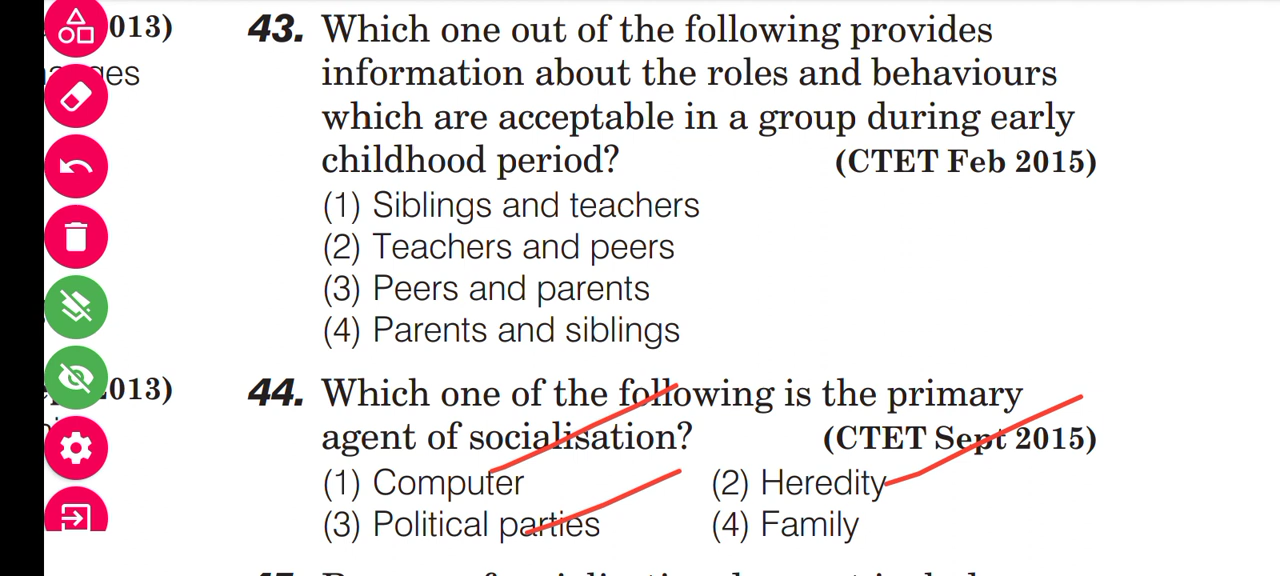 013)
ges
43. Which one out of the following provides
information about the roles and behaviours
which are acceptable in a group during early
childhood period? (CTET Feb 2015)
(1) Siblings and teachers
(2) Teachers and peers
(3) Peers and parents
(4) Parents and siblings
013)
44. Which one of the following is the primary
agent of socialisation? (CTET Sept 2015)
(1) Computer (2) Heredity
(3) Political parties (4) Family